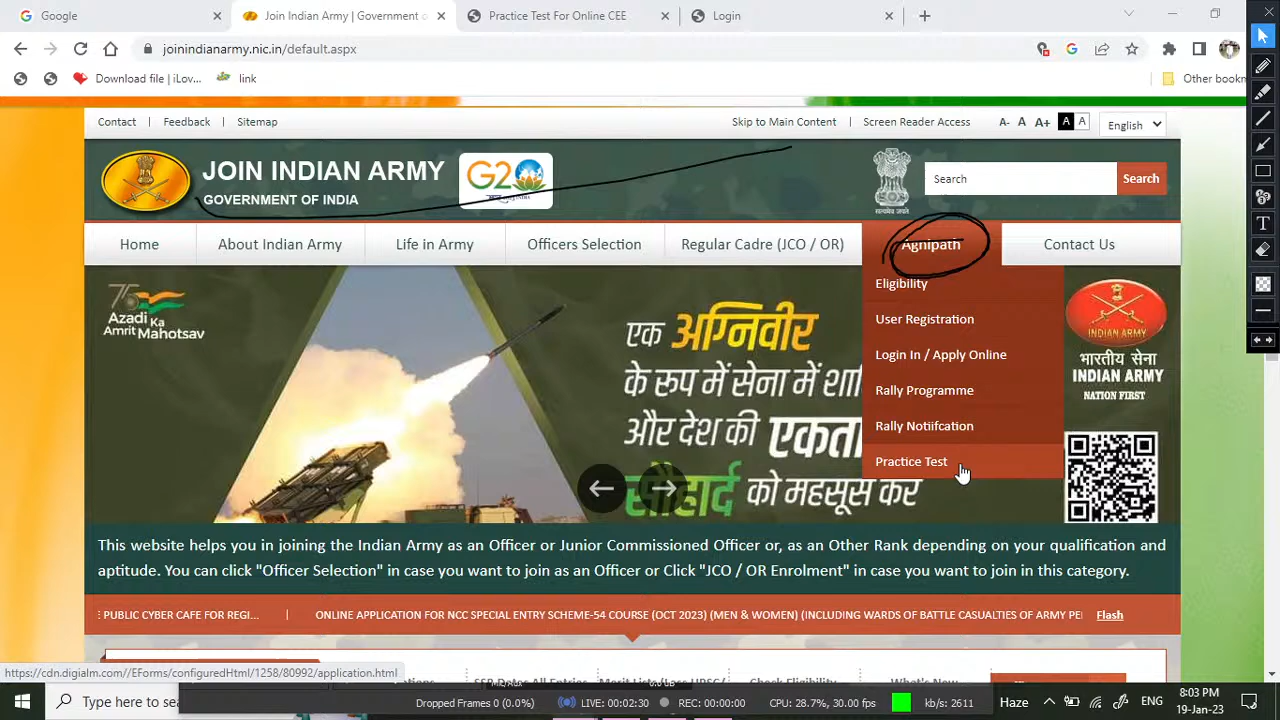 Google
Join Indian Army | Government o
Practice Test For Online CEE
Login
joinindianarmy.nic.in/default.aspx
Download file | iLov...
link
Other bookm
Contact
Feedback
Sitemap
Skip to Main Content
Screen Reader Access
A- A A+ A A
English
JOIN INDIAN ARMY
GOVERNMENT OF INDIA
G20
सत्यमेव जयते
Search
Search
Home
About Indian Army
Life in Army
Officers Selection
Regular Cadre (JCO / OR)
Agnipath
Contact Us
Eligibility
User Registration
Login In / Apply Online
Rally Programme
Rally Notiifcation
Practice Test
75
Azadi Ka
Amrit Mahotsav
एक अग्निवीर
के रूप में सेना में शा
और देश की एकता
सौहार्द को महसूस कर
INDIAN ARMY
भारतीय सेना
INDIAN ARMY
NATION FIRST
This website helps you in joining the Indian Army as an Officer or Junior Commissioned Officer or, as an Other Rank depending on your qualification and
aptitude. You can click "Officer Selection" in case you want to join as an Officer or Click "JCO / OR Enrolment" in case you want to join in this category.
PUBLIC CYBER CAFE FOR REGI... | ONLINE APPLICATION FOR NCC SPECIAL ENTRY SCHEME-54 COURSE (OCT 2023) (MEN & WOMEN) (INCLUDING WARDS OF BATTLE CASUALTIES OF ARMY PE
Flash
https://cdn.digialm.com//EForms/configuredHtml/1258/80992/application.html
Check Eligibility
What's New
Type here to sea
Dropped Frames 0 (0.0%)
LIVE: 00:02:30
REC: 00:00:00
CPU: 28.7%, 30.00 fps
kb/s: 2611
Haze
ENG
8:03 PM
19-Jan-23